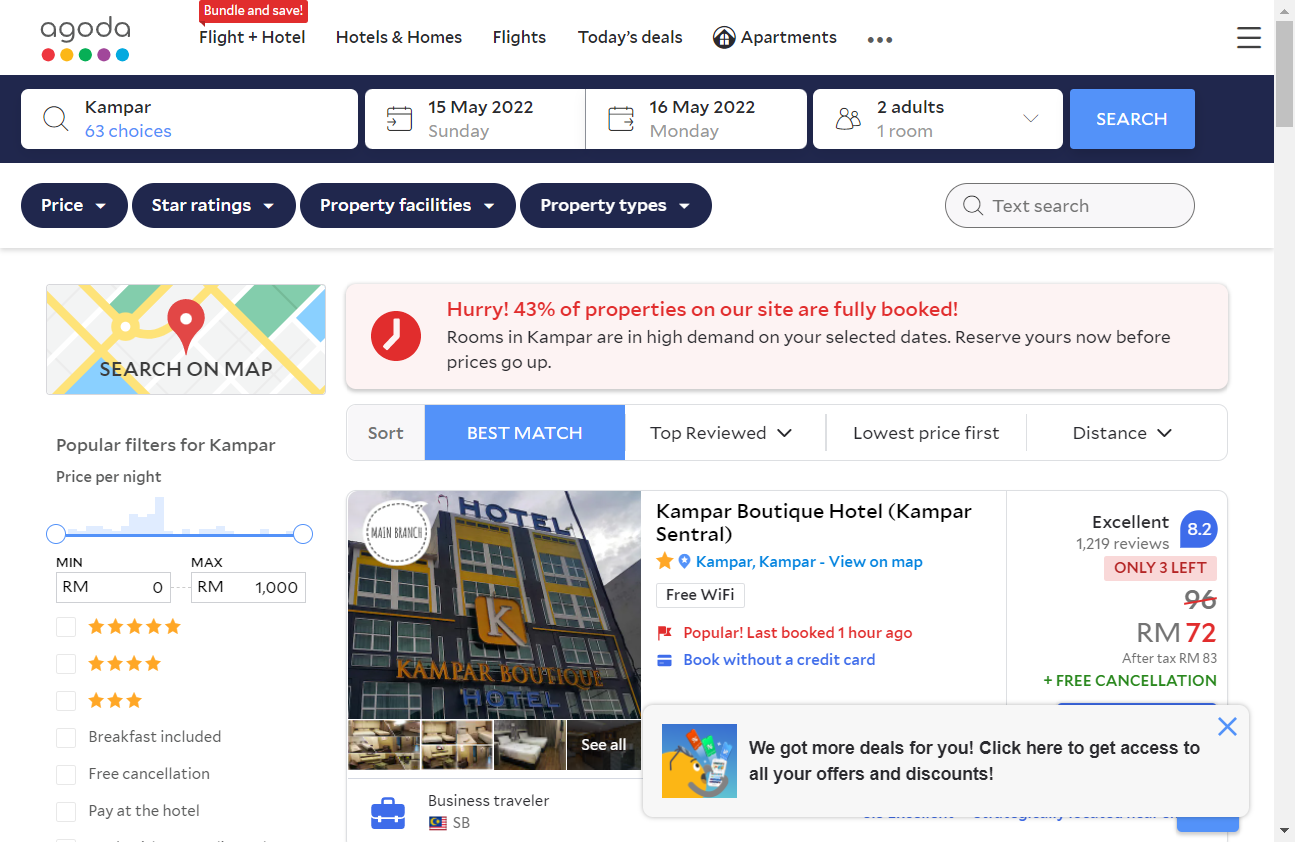 Bundle and save!
agoda
Flight + Hotel
Hotels & Homes
Flights
Today's deals
Apartments
Kampar
63 choices
15 May 2022
Sunday
16 May 2022
Monday
2 adults
1 room
SEARCH
Price
Star ratings
Property facilities
Property types
Text search
SEARCH ON MAP
Hurry! 43% of properties on our site are fully booked!
Rooms in Kampar are in high demand on your selected dates. Reserve yours now before
prices go up.
Sort
BEST MATCH
Top Reviewed
Lowest price first
Distance
Popular filters for Kampar
Price per night
MIN
MAX
RM 0
RM 1,000
Breakfast included
Free cancellation
Pay at the hotel
HOTEL
MAIN BRANCH
K
KAMPAR BOUTIQUE
HOTEL
See all
Kampar Boutique Hotel (Kampar
Sentral)
Kampar, Kampar - View on map
Free WiFi
Popular! Last booked 1 hour ago
Book without a credit card
Excellent
8.2
1,219 reviews
ONLY 3 LEFT
96
RM 72
After tax RM 83
+ FREE CANCELLATION
We got more deals for you! Click here to get access to
all your offers and discounts!
Business traveler
SB